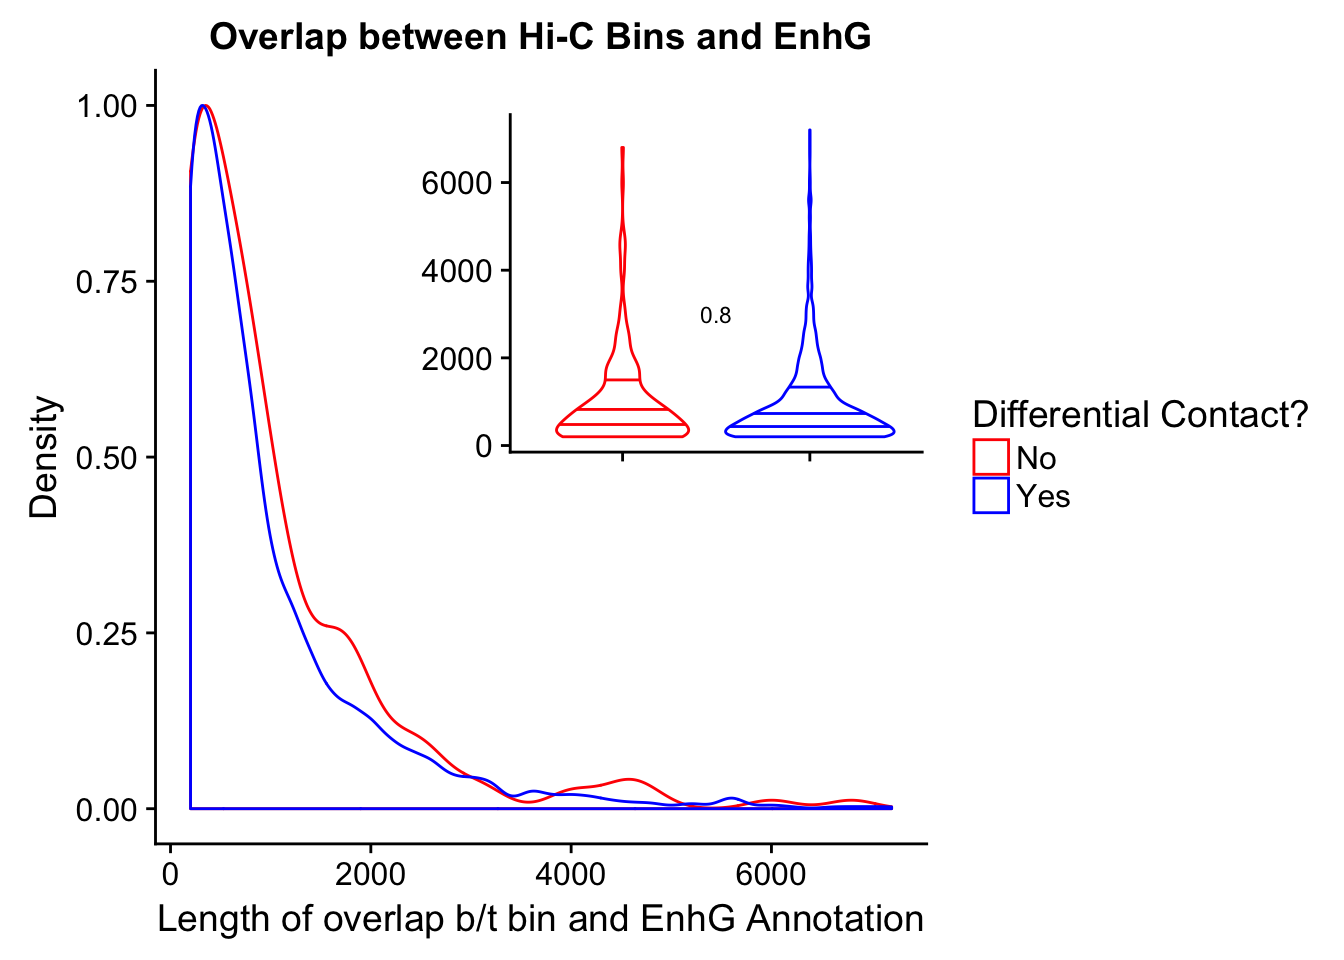 Overlap between Hi-C Bins and EnhG
1.00
0.75
0.50
0.25
0.00
Density
0
2000
4000
6000
Length of overlap b/t bin and EnhG Annotation
6000
4000
2000
0
0.8
Differential Contact?
No
Yes